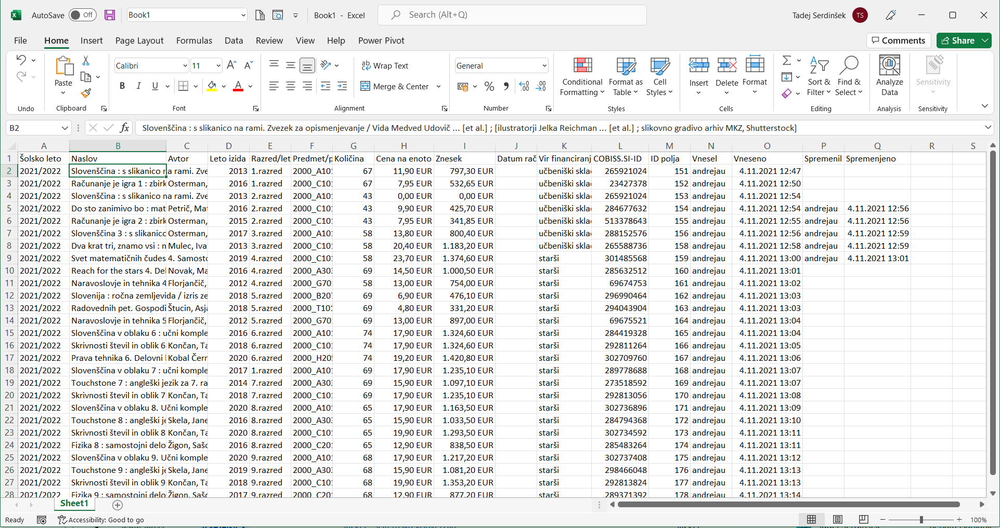 AutoSave Off Book1 Book1 - Excel Search (Alt+Q) Tadej Serdinšek TS
File Home Insert Page Layout Formulas Data Review View Help Power Pivot Comments Share
Calibri 11 Wrap Text General
Paste B I U A Merge & Center % Conditional Formatting Format as Table Cell Styles Insert Delete Format Sort & Filter Find & Select Analyze Data Sensitivity
Undo Clipboard Font Alignment Number Styles Cells Editing Analysis Sensitivity
B2 fx Slovenščina : s slikanico na rami. Zvezek za opismenjevanje / Vida Medved Udovič ... [et al.] ; [ilustratorji Jelka Reichman ... [et al.] ; slikovno gradivo arhiv MKZ, Shutterstock]
A B C D E F G H I J K L M N O P Q R S
1 Šolsko leto Naslov Avtor Leto izida Razred/let Predmet/p Količina Cena na enoto Znesek Datum rač Vir financiranj COBISS.SI-ID ID polja Vnesel Vneseno Spremenil Spremenjeno
2 2021/2022 Slovenščina : s slikanico na rami. Zve 2013 1.razred 2000_A101 67 11,90 EUR 797,30 EUR učbeniški skla 265921024 151 andrejau 4.11.2021 12:47
3 2021/2022 Računanje je igra 1 : zbirk Osterman, 2016 1.razred 2000_C101 67 7,95 EUR 532,65 EUR učbeniški skla 23427378 152 andrejau 4.11.2021 12:50
4 2021/2022 Slovenščina : s slikanico na rami. Zve 2013 2.razred 2000_A101 43 0,00 EUR 0,00 EUR učbeniški skla 265921024 153 andrejau 4.11.2021 12:54
5 2021/2022 Do sto zanimivo bo : mat Petrič, Mat 2016 2.razred 2000_C101 43 9,90 EUR 425,70 EUR učbeniški skla 284677632 154 andrejau 4.11.2021 12:54 andrejau 4.11.2021 12:56
6 2021/2022 Računanje je igra 2 : zbirk Osterman, 2015 2.razred 2000_C101 43 7,95 EUR 341,85 EUR učbeniški skla 513378643 155 andrejau 4.11.2021 12:55 andrejau 4.11.2021 12:56
7 2021/2022 Slovenščina 3 : s slikanicc Osterman, 2017 3.razred 2000_A101 58 13,80 EUR 800,40 EUR učbeniški skla 288152576 156 andrejau 4.11.2021 12:56 andrejau 4.11.2021 12:59
8 2021/2022 Dva krat tri, znamo vsi : m Mulec, Iva 2013 3.razred 2000_C101 58 20,40 EUR 1.183,20 EUR učbeniški skla 265588736 158 andrejau 4.11.2021 12:58 andrejau 4.11.2021 12:59
9 2021/2022 Svet matematičnih čudes 4. Samosto 2019 4.razred 2000_C101 58 23,70 EUR 1.374,60 EUR starši 301485568 159 andrejau 4.11.2021 13:00 andrejau 4.11.2021 13:01
10 2021/2022 Reach for the stars 4. Del Novak, Ma 2016 4.razred 2000_A303 69 14,50 EUR 1.000,50 EUR starši 285632512 160 andrejau 4.11.2021 13:01
11 2021/2022 Naravoslovje in tehnika 4 Florjančič, 2012 4.razred 2000_G701 58 13,00 EUR 754,00 EUR starši 69674753 161 andrejau 4.11.2021 13:02
12 2021/2022 Slovenija : ročna zemljevida / izris ze 2018 5.razred 2000_B207 69 6,90 EUR 476,10 EUR starši 296990464 162 andrejau 4.11.2021 13:03
13 2021/2022 Radovednih pet. Gospodi Štucin, Asja 2018 5.razred 2000_T101 69 4,80 EUR 331,20 EUR starši 294043904 163 andrejau 4.11.2021 13:03
14 2021/2022 Naravoslovje in tehnika 5 Florjančič, 2012 5.razred 2000_G701 69 13,00 EUR 897,00 EUR starši 69675521 164 andrejau 4.11.2021 13:04
15 2021/2022 Slovenščina v oblaku 6 : učni komple 2016 6.razred 2000_A101 74 17,90 EUR 1.324,60 EUR starši 284419328 165 andrejau 4.11.2021 13:04
16 2021/2022 Skrivnosti števil in oblik 6 Končan, Ta 2018 6.razred 2000_C101 74 17,90 EUR 1.324,60 EUR starši 292811264 166 andrejau 4.11.2021 13:05
17 2021/2022 Prava tehnika 6. Delovni Kobal Čern 2020 6.razred 2000_H205 74 19,20 EUR 1.420,80 EUR starši 302709760 167 andrejau 4.11.2021 13:06
18 2021/2022 Slovenščina v oblaku 7 : učni komple 2017 1.razred 2000_A101 69 17,90 EUR 1.235,10 EUR starši 289778688 168 andrejau 4.11.2021 13:07
19 2021/2022 Touchstone 7 : angleški jezik za 7. ra 2014 7.razred 2000_A303 69 15,90 EUR 1.097,10 EUR starši 273518592 169 andrejau 4.11.2021 13:07
20 2021/2022 Skrivnosti števil in oblik 7 Končan, Ta 2018 7.razred 2000_C101 69 17,90 EUR 1.235,10 EUR starši 292813056 170 andrejau 4.11.2021 13:08
21 2021/2022 Slovenščina v oblaku 8. Učni komple 2020 8.razred 2000_A101 65 17,90 EUR 1.163,50 EUR starši 302736896 171 andrejau 4.11.2021 13:09
22 2021/2022 Touchstone 8 : angleški je Skela, Jane 2016 8.razred 2000_A303 65 15,90 EUR 1.033,50 EUR starši 284794368 172 andrejau 4.11.2021 13:10
23 2021/2022 Skrivnosti števil in oblik 8 Končan, Ta 2020 8.razred 2000_C101 65 19,90 EUR 1.293,50 EUR starši 302734592 173 andrejau 4.11.2021 13:11
24 2021/2022 Fizika 8 : samostojni delo Žigon, Sašo 2016 8.razred 2000_C201 65 12,90 EUR 838,50 EUR starši 285483264 174 andrejau 4.11.2021 13:11
25 2021/2022 Slovenščina v oblaku 9. Učni komple 2020 9.razred 2000_A101 68 17,90 EUR 1.217,20 EUR starši 302737408 175 andrejau 4.11.2021 13:12
26 2021/2022 Touchstone 9 : angleški je Skela, Jane 2019 9.razred 2000_A303 68 15,90 EUR 1.081,20 EUR starši 298466048 176 andrejau 4.11.2021 13:13
27 2021/2022 Skrivnosti števil in oblik 9 Končan, Ta 2018 9.razred 2000_C101 68 19,90 EUR 1.353,20 EUR starši 292813824 177 andrejau 4.11.2021 13:13
28 2021/2022 Fizika 9 : samostojni delo Žigon, Sašo 2017 9.razred 2000_C201 68 12,90 EUR 877,20 EUR starši 289371392 178 andrejau 4.11.2021 13:14
Sheet1
Ready Accessibility: Good to go 100%